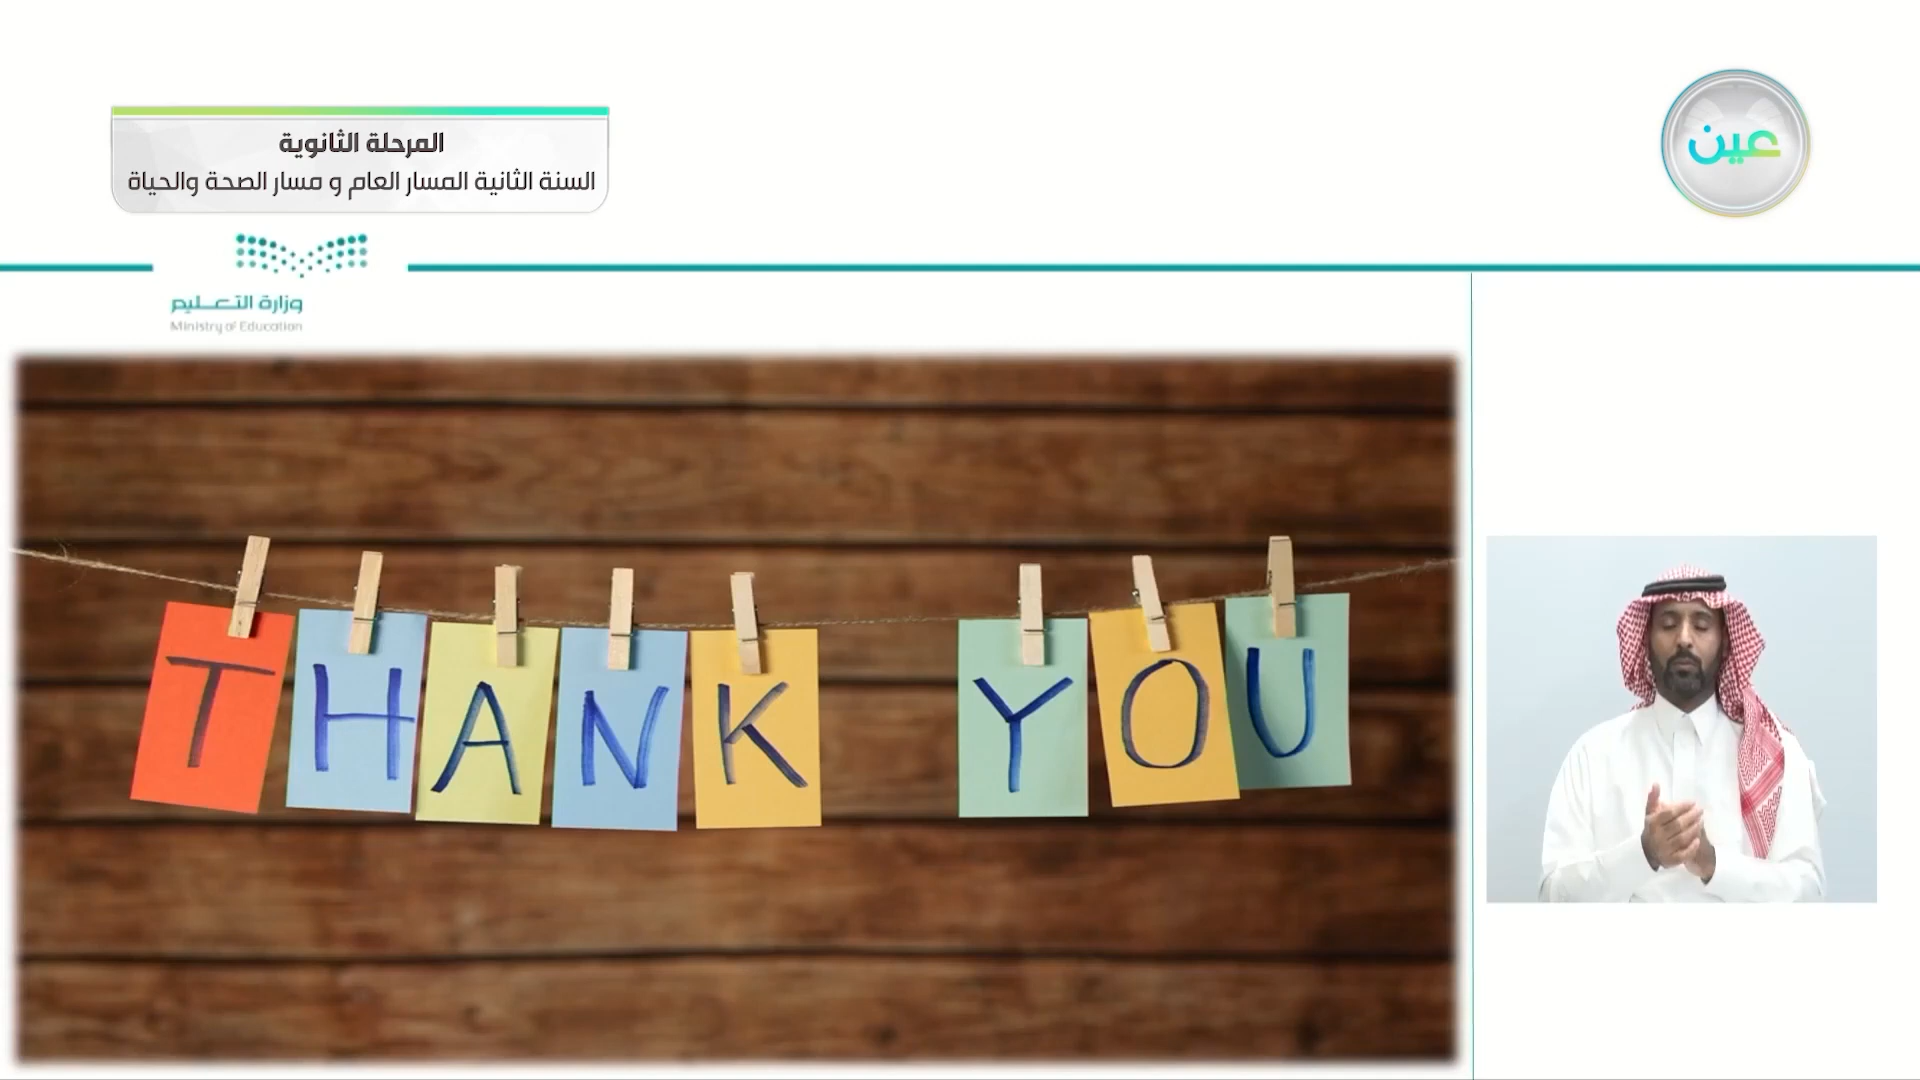 المرحلة الثانوية
السنة الثانية المسار العام و مسار الصحة والحياة
عين
وزارة التعليم
Ministry of Education
THANK YOU